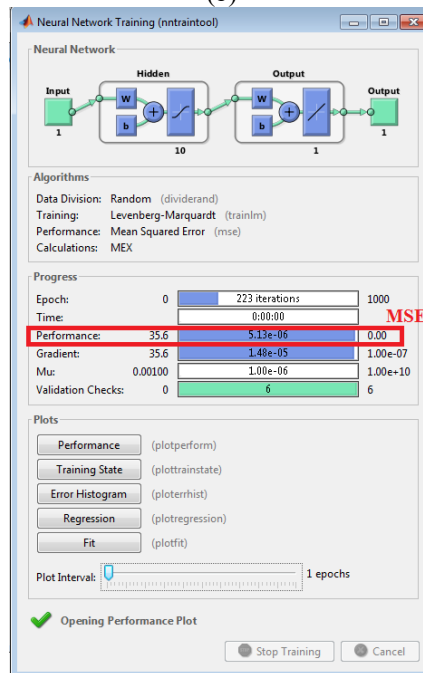 Neural Network Training (nntraintool)
Neural Network
Hidden
Output
Input
W
b
+
W
b
+
Output
1
10
1
1
Algorithms
Data Division: Random (dividerand)
Training: Levenberg-Marquardt (trainlm)
Performance: Mean Squared Error (mse)
Calculations: MEX
Progress
Epoch: 0 223 iterations 1000
Time: 0:00:00 MSE
Performance: 35.6 5.13e-06 0.00
Gradient: 35.6 1.48e-05 1.00e-07
Mu: 0.00100 1.00e-06 1.00e+10
Validation Checks: 0 6 6
Plots
Performance (plotperform)
Training State (plottrainstate)
Error Histogram (ploterrhist)
Regression (plotregression)
Fit (plotfit)
Plot Interval: 1 epochs
Opening Performance Plot
Stop Training Cancel